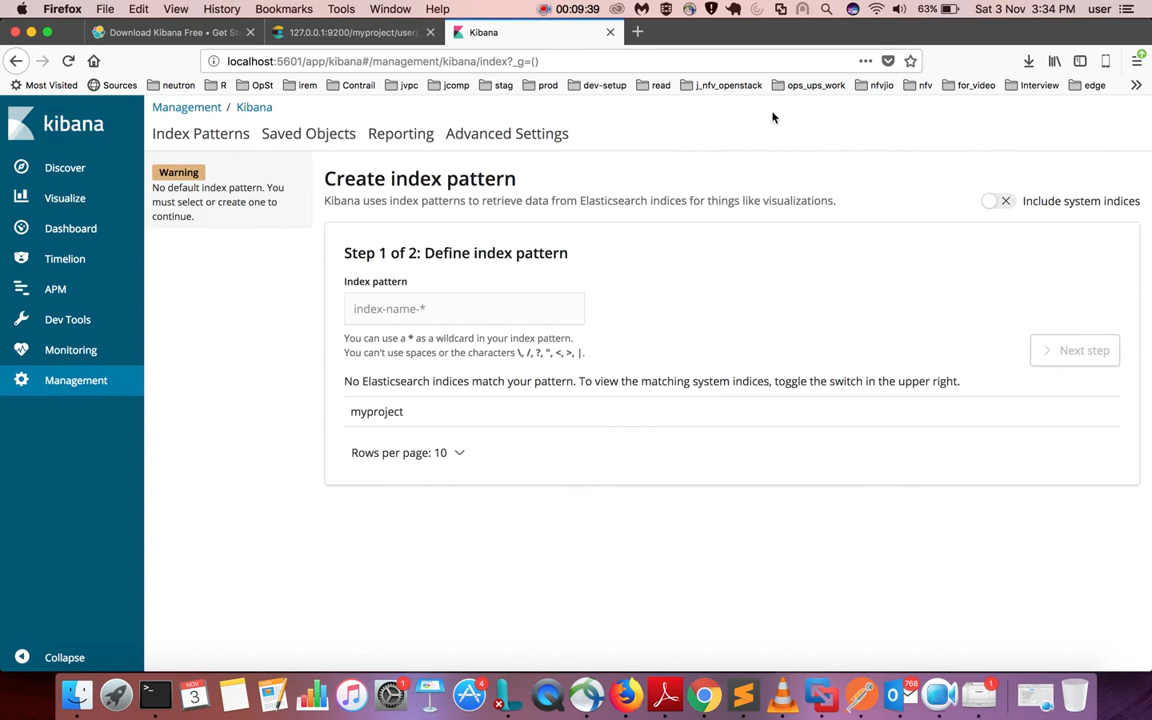 Firefox File Edit View History Bookmarks Tools Window Help 00:09:39 63% Sat 3 Nov 3:34 PM user
Download Kibana Free • Get St 127.0.0.1:9200/myproject/user/ Kibana
localhost:5601/app/kibana#/management/kibana/index?_g=()
Most Visited Sources neutron R OpSt irem Contrail jvpc jcomp stag prod dev-setup read j_nfv_openstack ops_ups_work nfvjio nfv for_video Interview edge
kibana
Discover
Visualize
Dashboard
Timelion
APM
Dev Tools
Monitoring
Management
Collapse
Management / Kibana
Index Patterns Saved Objects Reporting Advanced Settings
Warning
No default index pattern. You
must select or create one to
continue.
Create index pattern
Kibana uses index patterns to retrieve data from Elasticsearch indices for things like visualizations.
Include system indices
Step 1 of 2: Define index pattern
Index pattern
index-name-*
You can use a * as a wildcard in your index pattern.
You can't use spaces or the characters \, /, ?, ", <, >, |.
Next step
No Elasticsearch indices match your pattern. To view the matching system indices, toggle the switch in the upper right.
myproject
Rows per page: 10
NOV
3
1
4
768
1